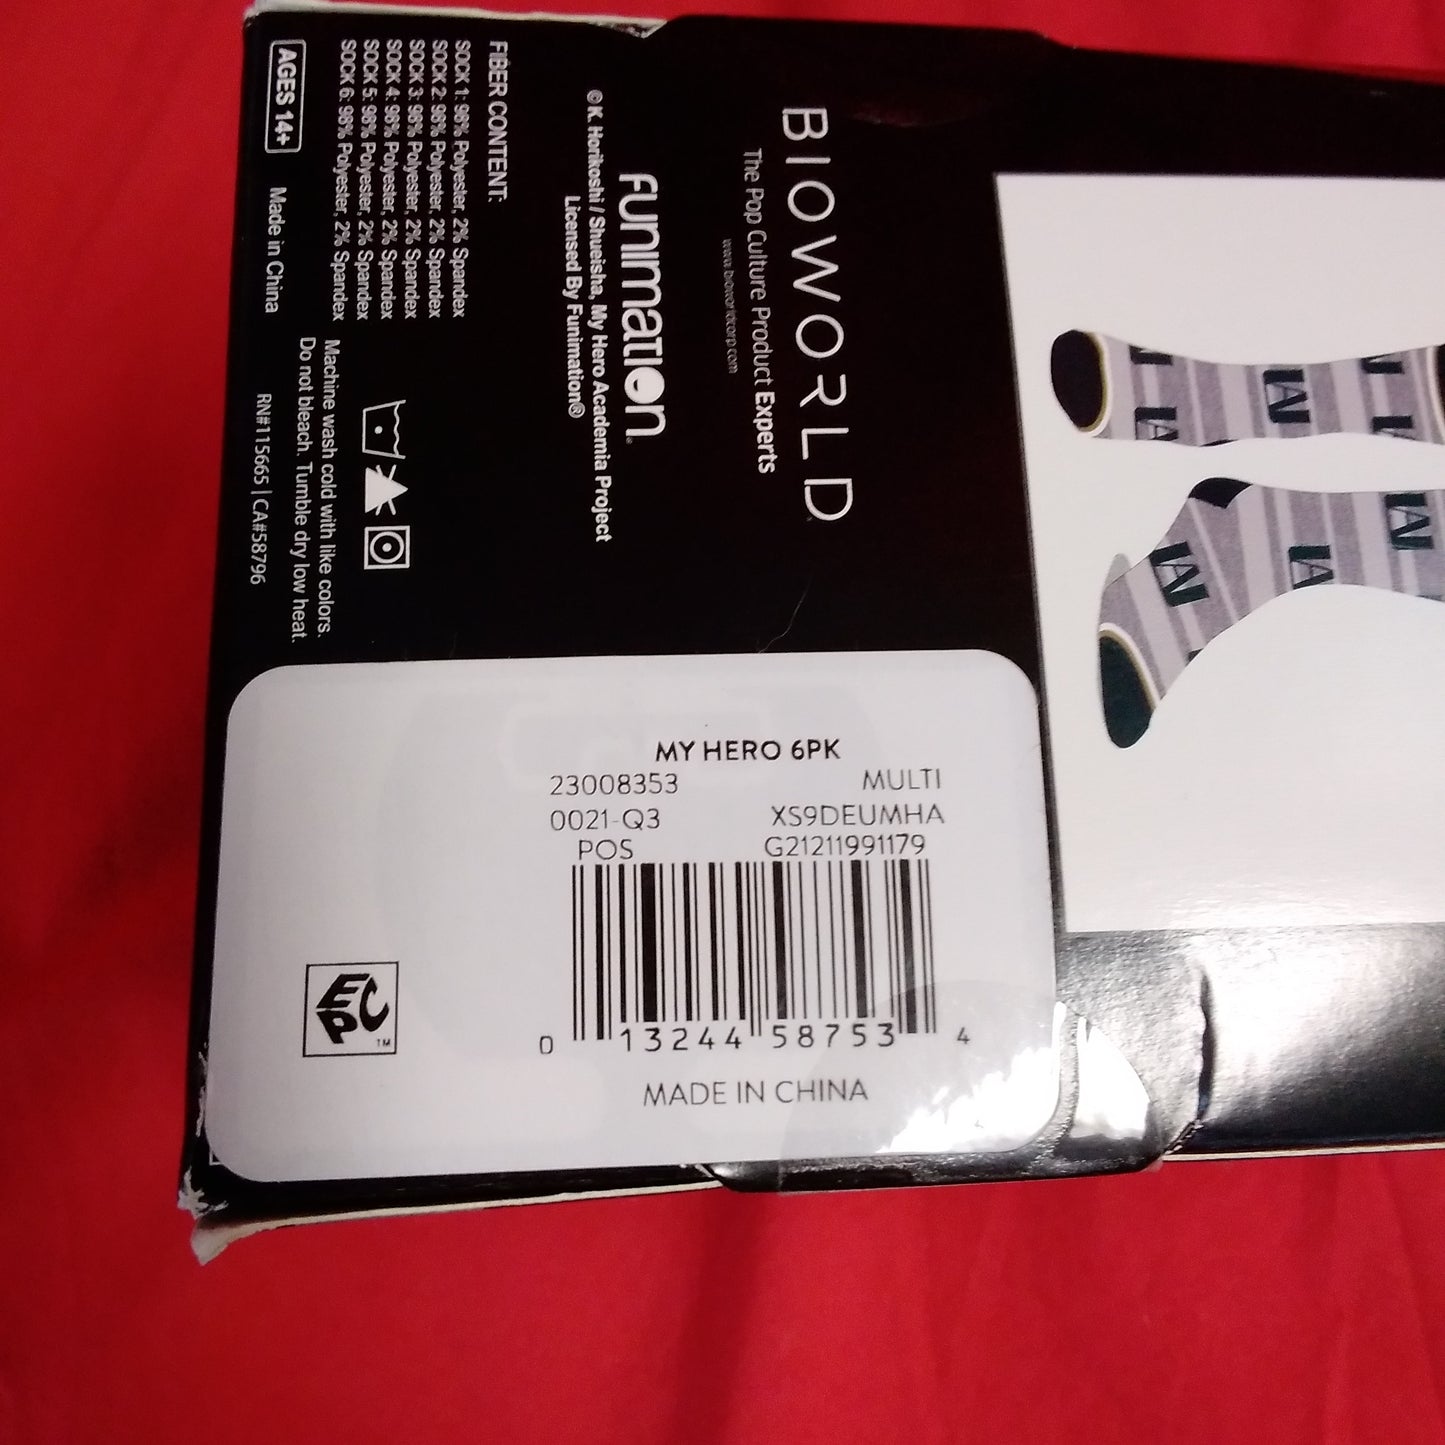 BIOWORLD
The Pop Culture Product Experts
www.bioworldcorp.com
FUNIMATION
©K. Horikoshi / Shueisha, My Hero Academia Project
Licensed By Funimation®
FIBER CONTENT:
SOCK 1: 98% Polyester, 2% Spandex
SOCK 2: 98% Polyester, 2% Spandex
SOCK 3: 98% Polyester, 2% Spandex
SOCK 4: 98% Polyester, 2% Spandex
SOCK 5: 98% Polyester, 2% Spandex
SOCK 6: 98% Polyester, 2% Spandex
AGES 14+ Made in China
Machine wash cold with like colors.
Do not bleach. Tumble dry low heat.
RN#115665 | CA#58796
MY HERO 6PK
23008353 MULTI
0021-Q3 XS9DEUMHA
POS G21211991179
0 13244 58753 4
MADE IN CHINA
EPC TM